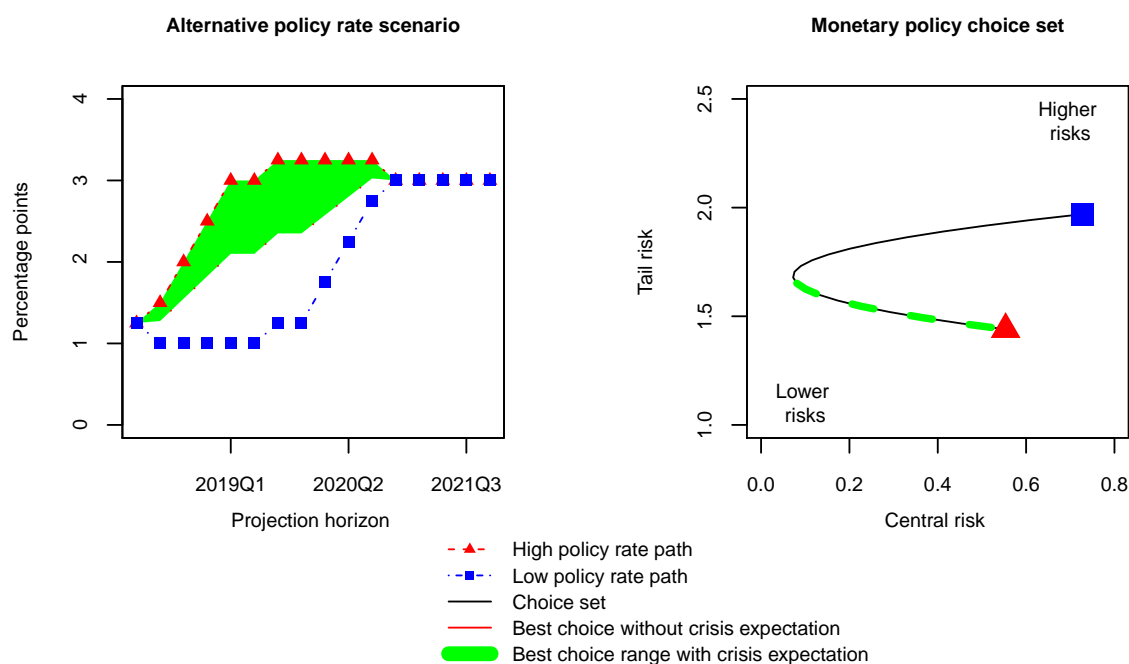 Alternative policy rate scenario
Percentage points
4
3
2
1
0
2019Q1
2020Q2
2021Q3
Projection horizon
Monetary policy choice set
Tail risk
2.5
2.0
1.5
1.0
Higher
risks
Lower
risks
0.0
0.2
0.4
0.6
0.8
Central risk
High policy rate path
Low policy rate path
Choice set
Best choice without crisis expectation
Best choice range with crisis expectation